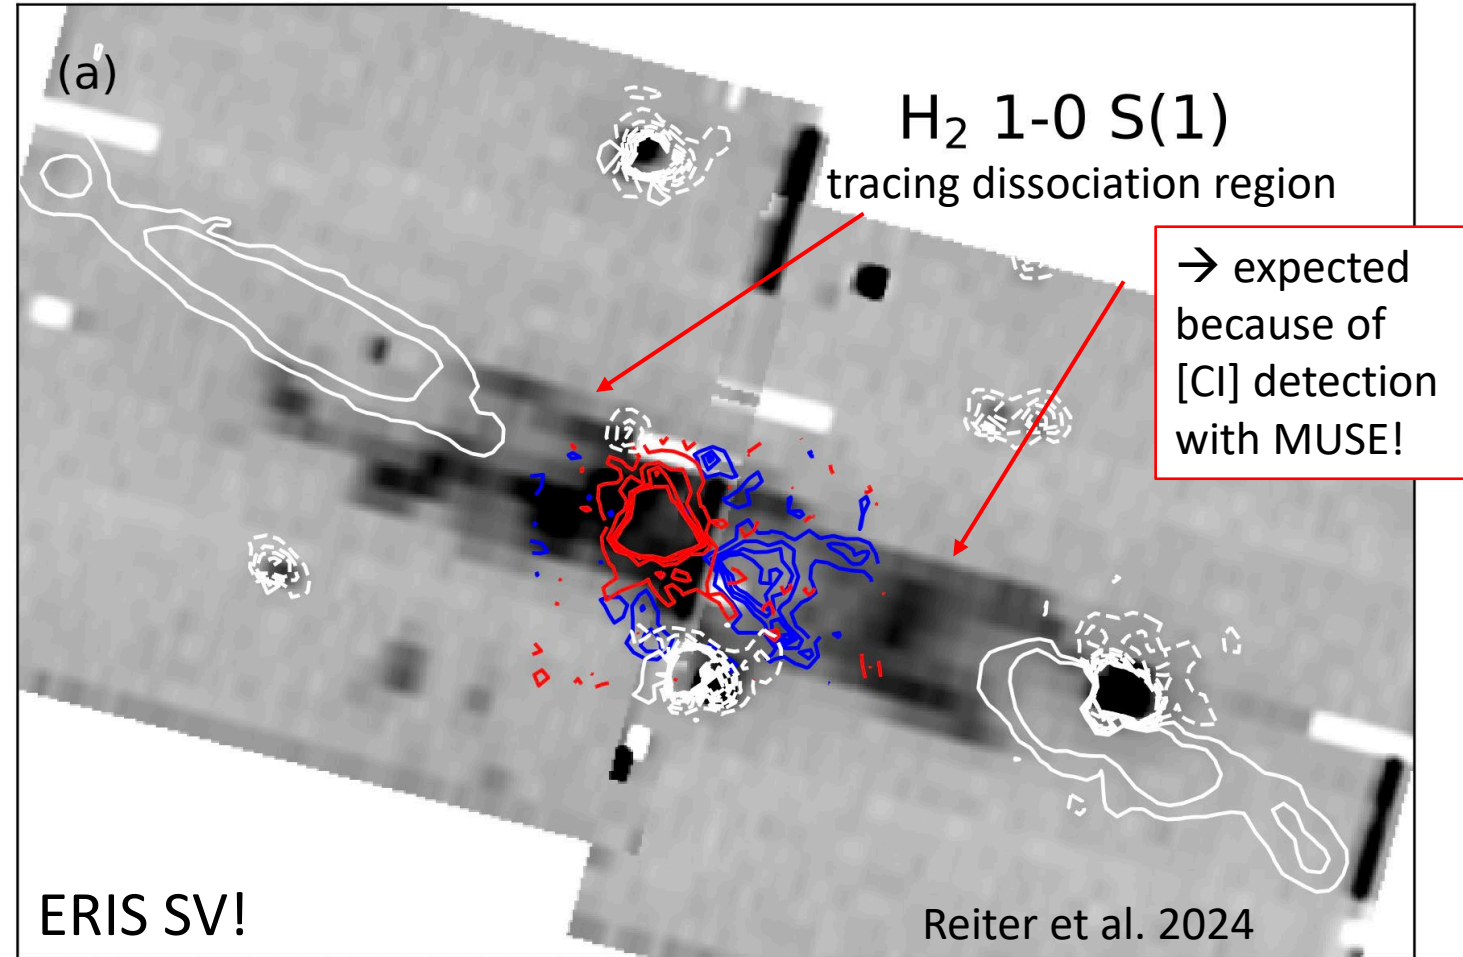 (a)
H₂ 1-0 S(1)
tracing dissociation region
→ expected
because of
[CI] detection
with MUSE!
ERIS SV!
Reiter et al. 2024